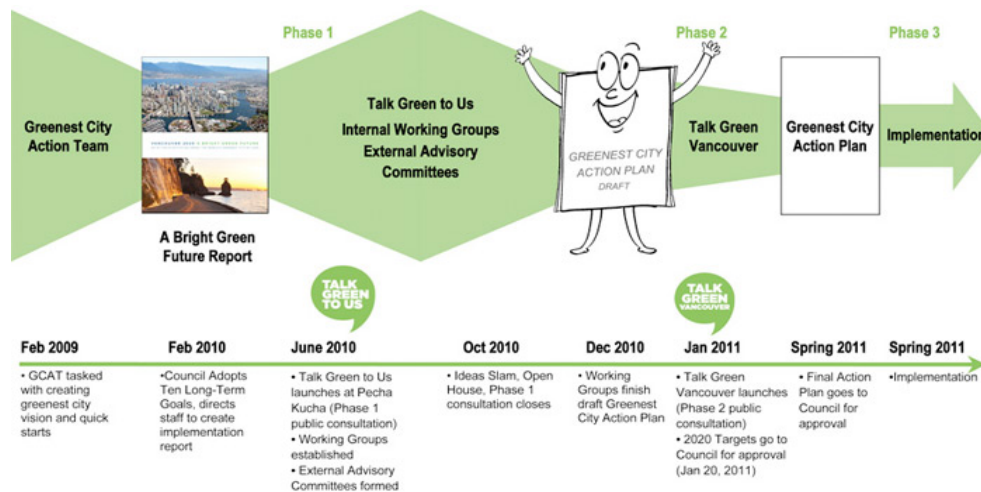 Phase 1
Phase 2
Phase 3
Greenest City
Action Team
VANCOUVER 2020 A BRIGHT GREEN FUTURE
A Bright Green
Future Report
Talk Green to Us
Internal Working Groups
External Advisory
Committees
GREENEST CITY
ACTION PLAN
DRAFT
Talk Green
Vancouver
Greenest City
Action Plan
Implementation
TALK
GREEN
TO US
TALK
GREEN
VANCOUVER
Feb 2009
• GCAT tasked
with creating
greenest city
vision and quick
starts
Feb 2010
•Council Adopts
Ten Long-Term
Goals, directs
staff to create
implementation
report
June 2010
• Talk Green to Us
launches at Pecha
Kucha (Phase 1
public consultation)
• Working Groups
established
• External Advisory
Committees formed
Oct 2010
• Ideas Slam, Open
House, Phase 1
consultation closes
Dec 2010
• Working
Groups finish
draft Greenest
City Action Plan
Jan 2011
• Talk Green
Vancouver launches
(Phase 2 public
consultation)
• 2020 Targets go to
Council for approval
(Jan 20, 2011)
Spring 2011
• Final Action
Plan goes to
Council for
approval
Spring 2011
•Implementation